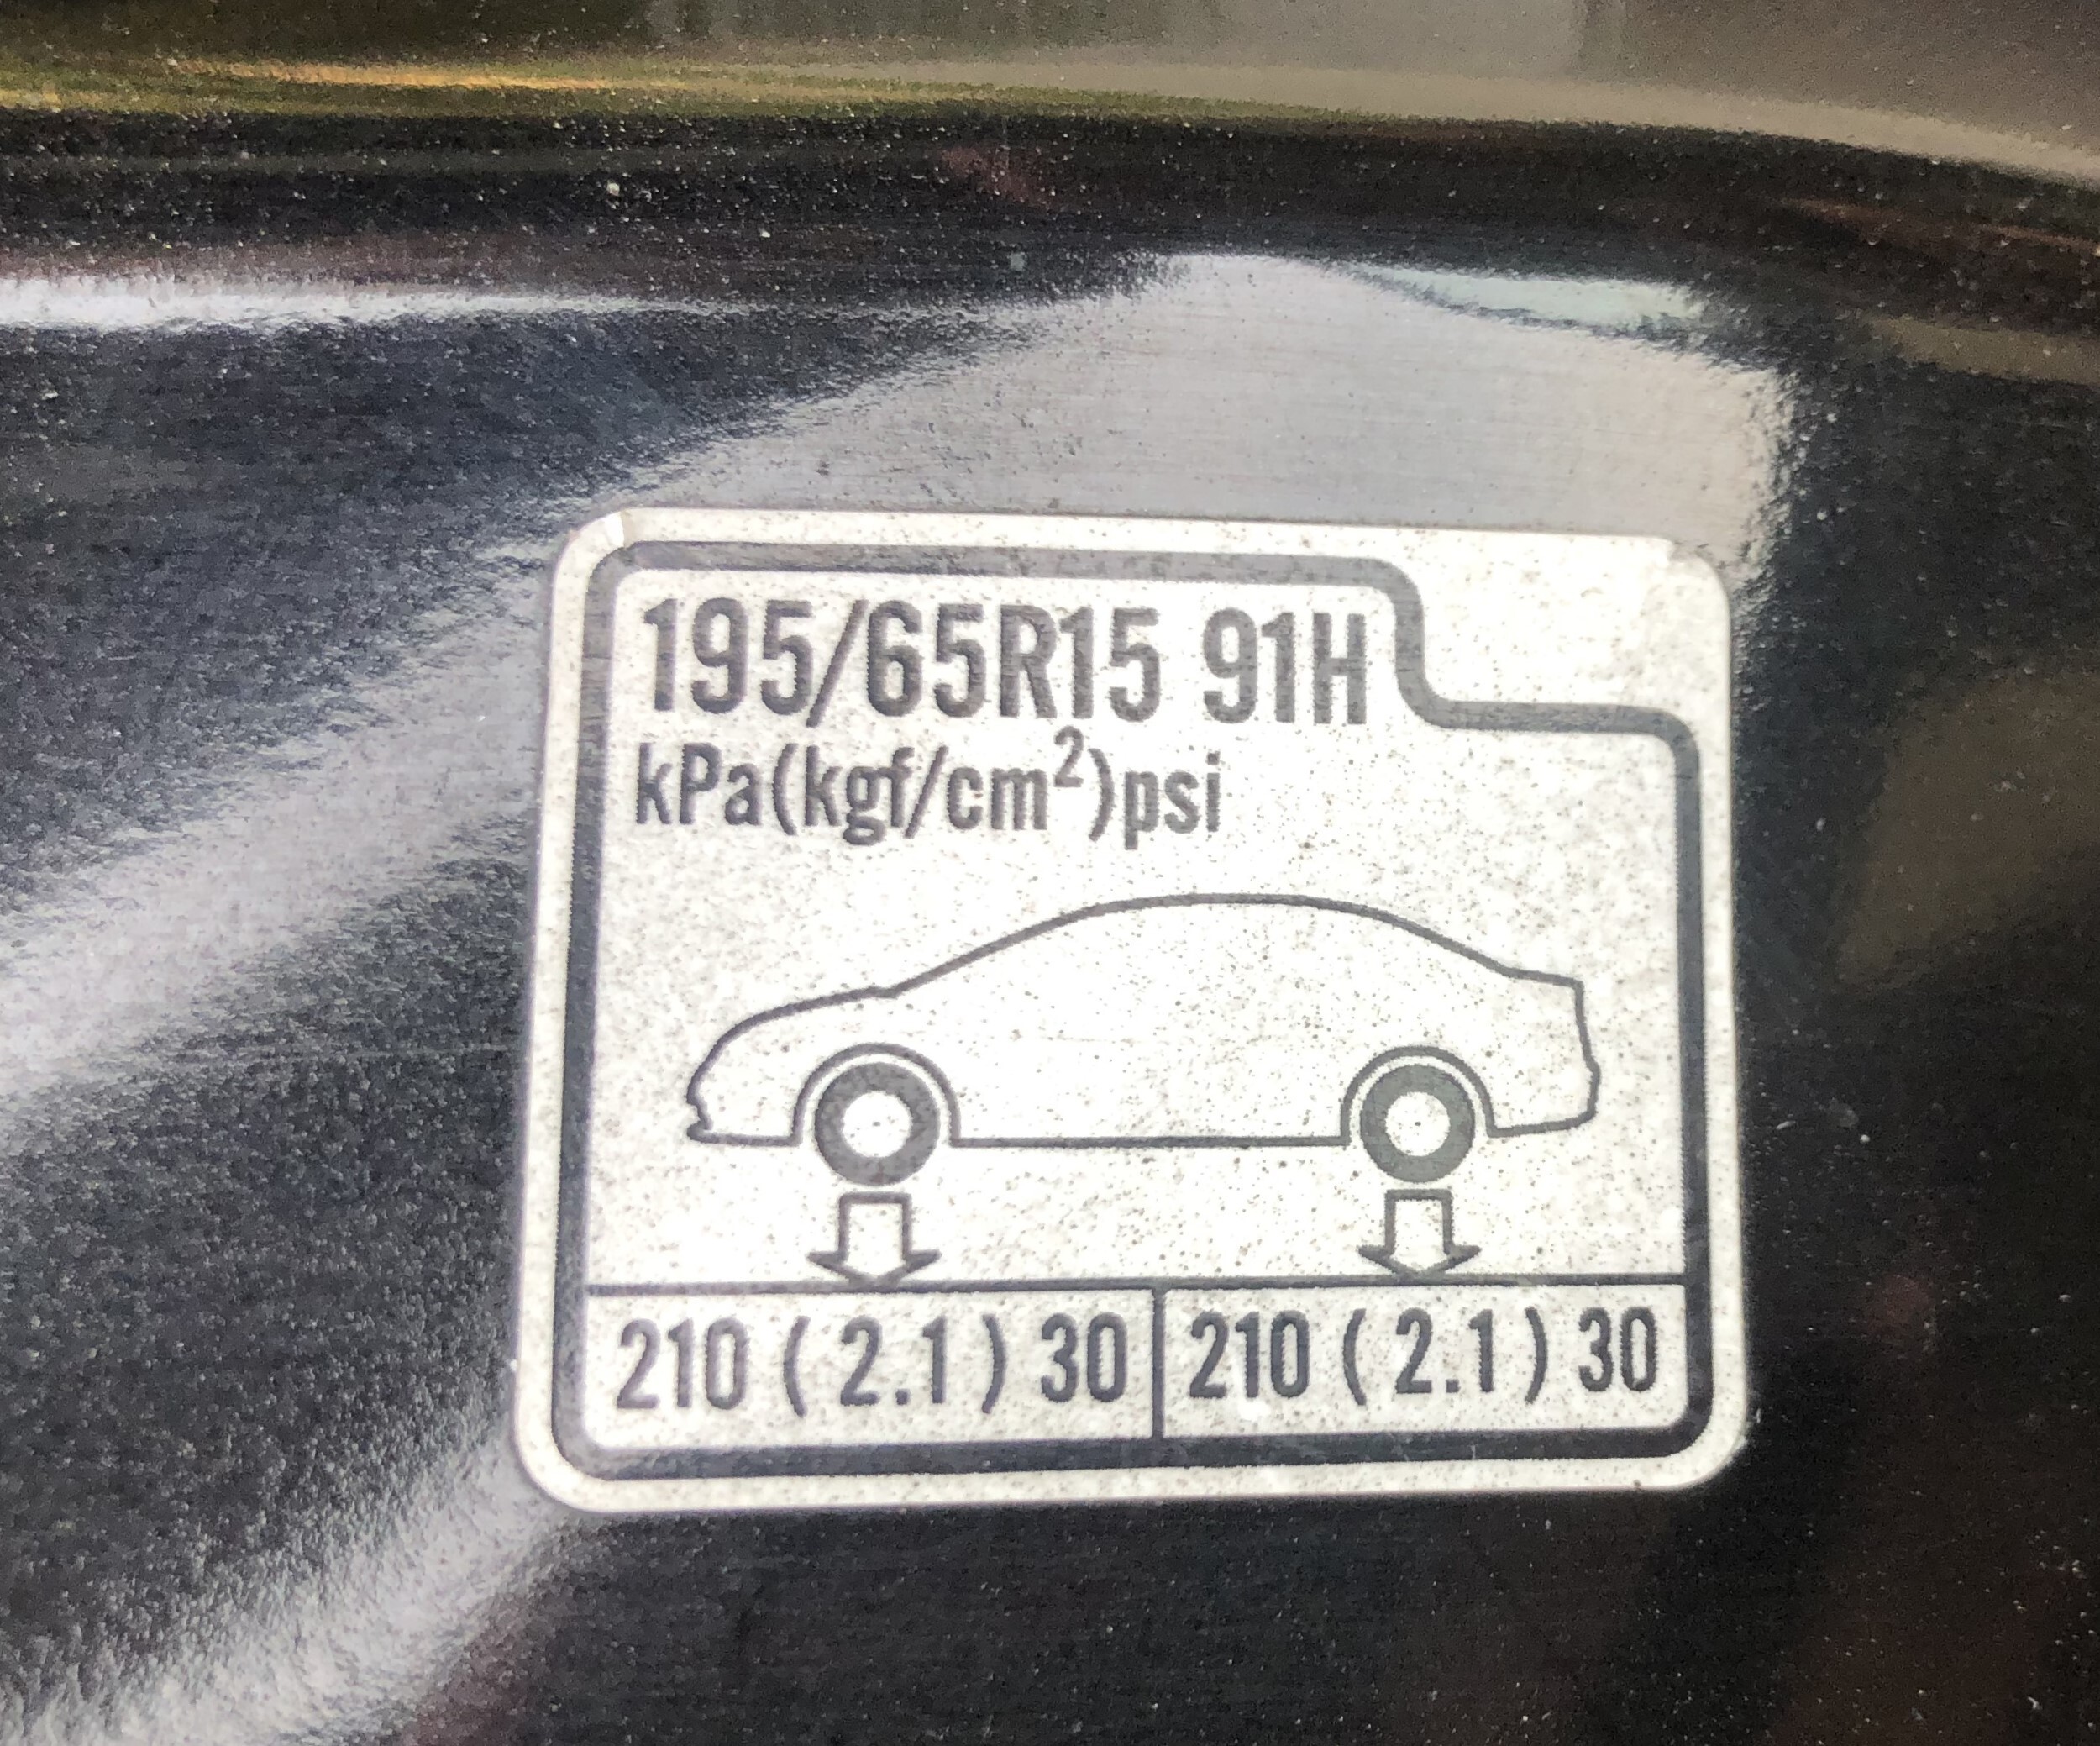 195/65R15 91H
kPa(kgf/cm²)psi
210 ( 2.1 ) 30
210 ( 2.1 ) 30